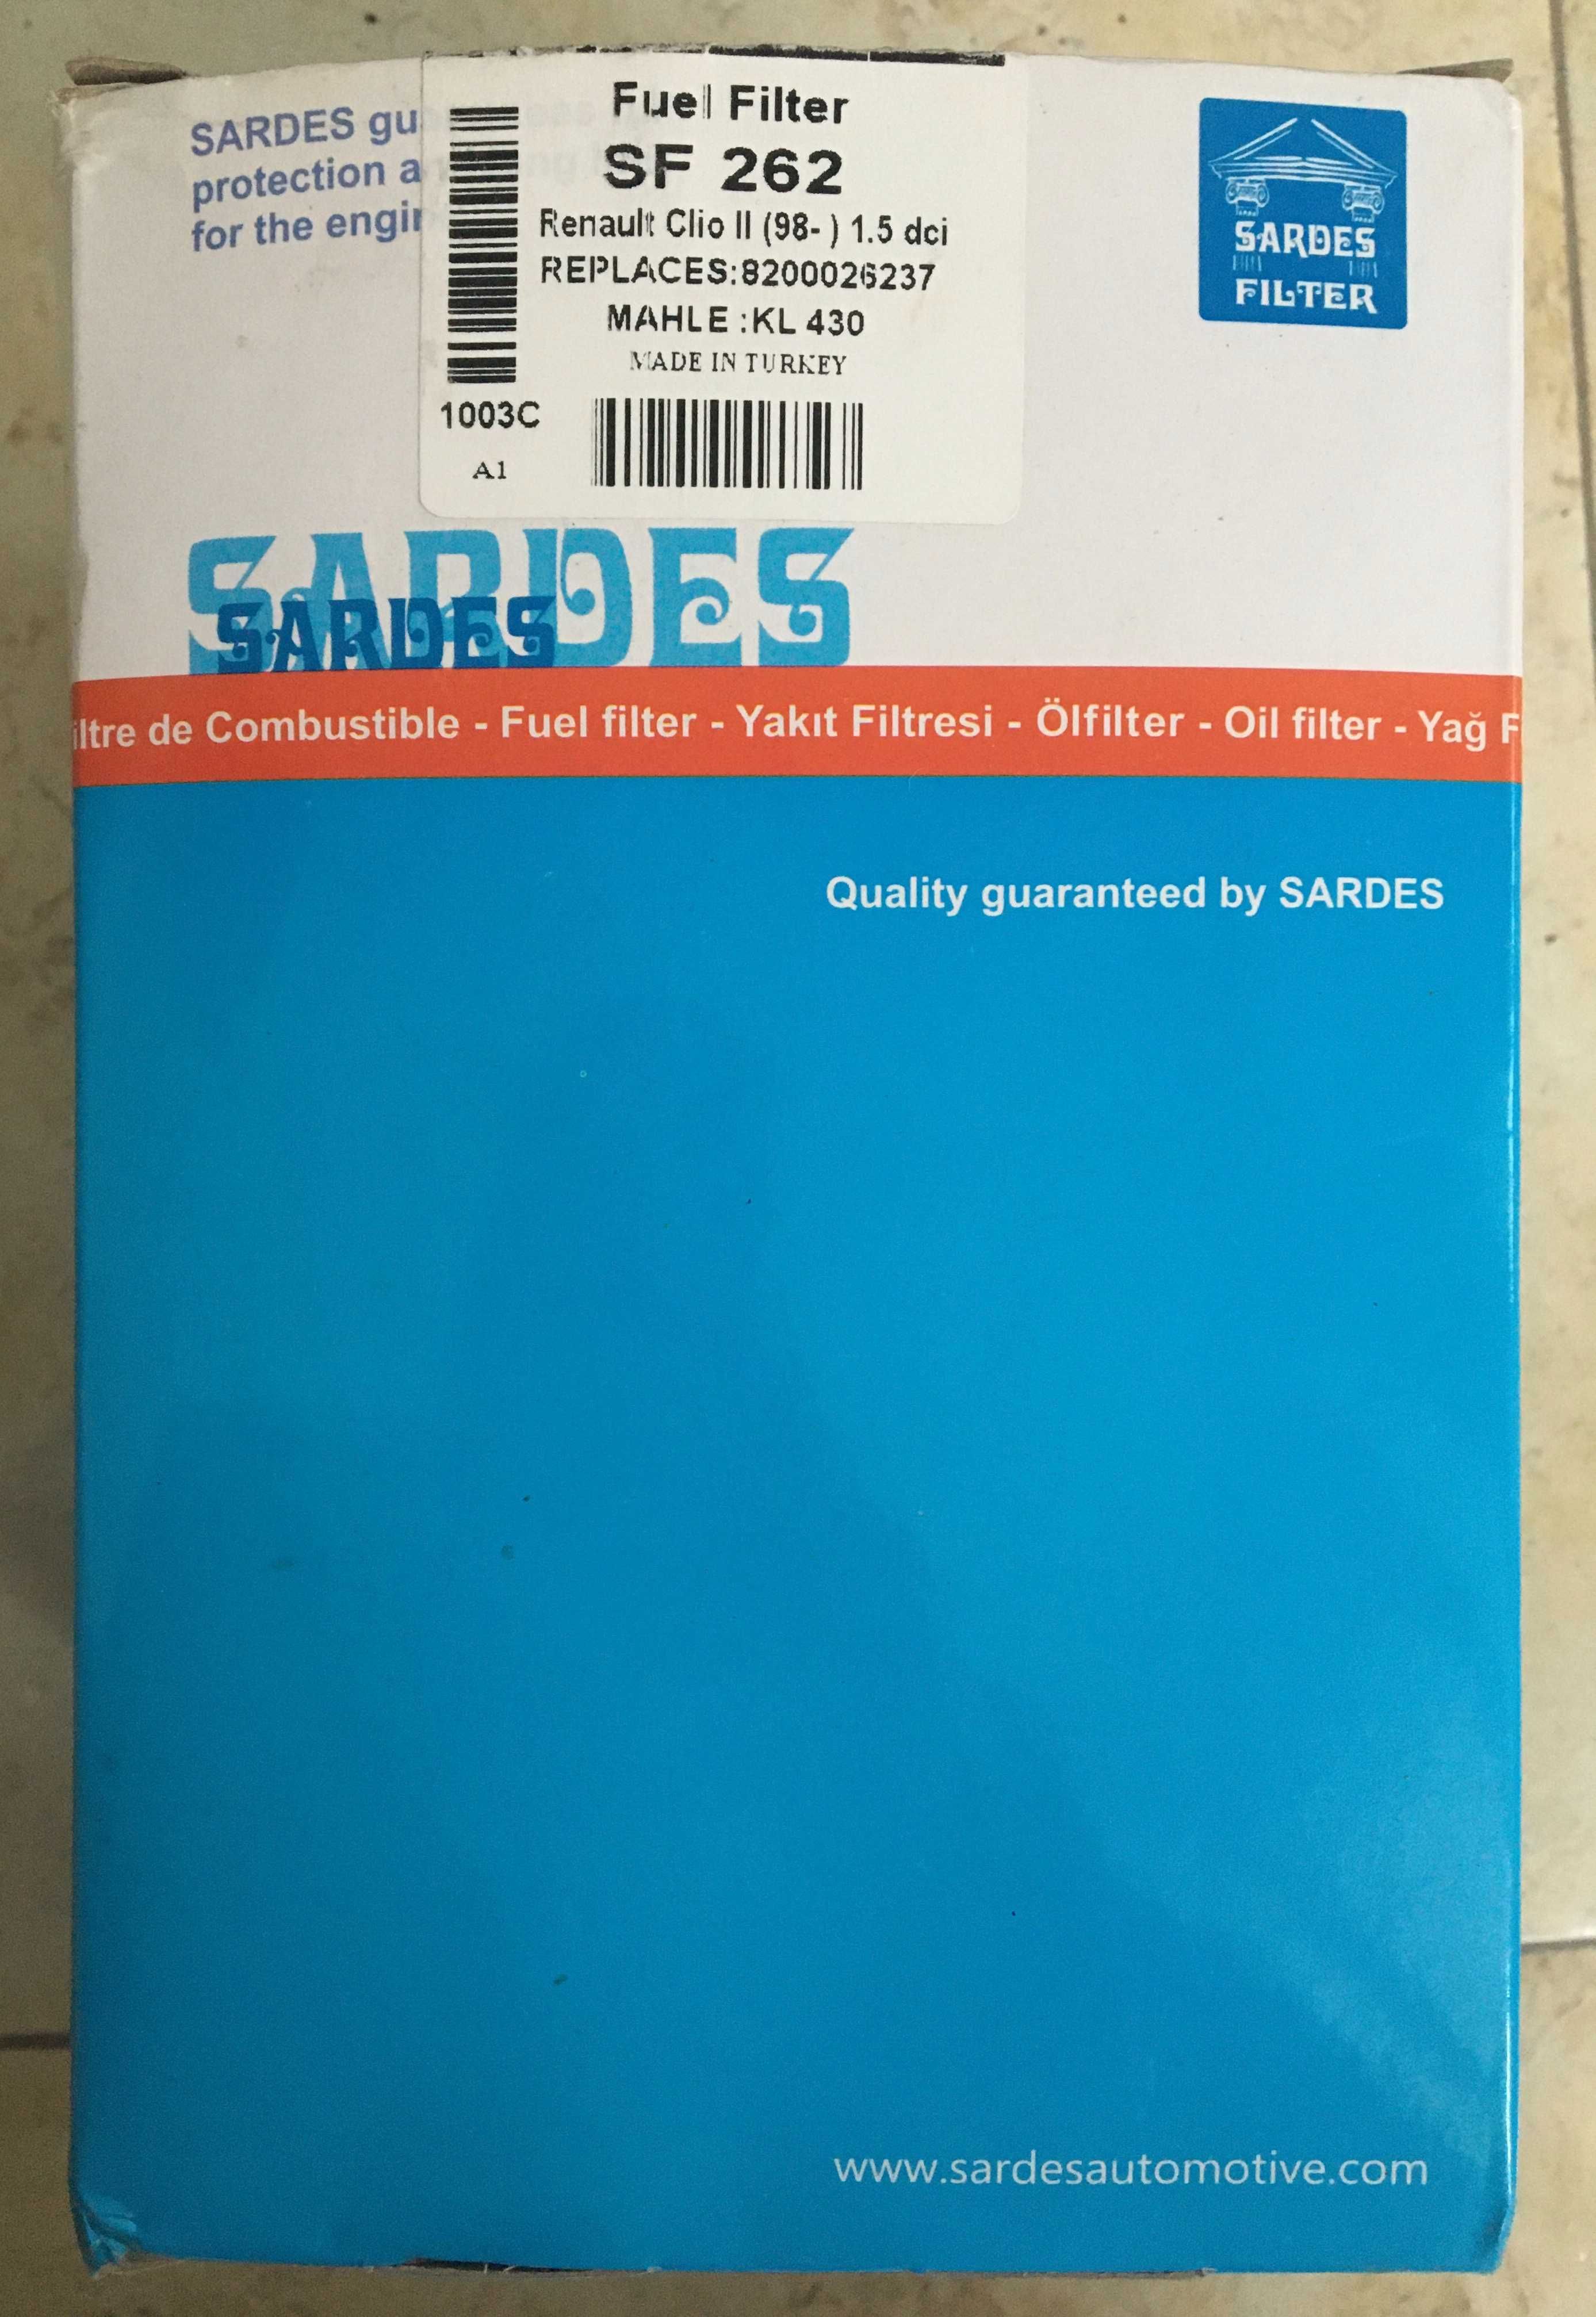 SARDES
protection
for the
Fuel Filter
SF 262
Renault Clio II (98- ) 1.5 dci
REPLACES:8200026237
MAHLE :KL 430
MADE IN TURKEY
1003C
A1
SARDES
FILTER
SARDES
SARDES
iltre de Combustible - Fuel filter - Yakıt Filtresi - Ölfilter - Oil filter - Yağ F
Quality guaranteed by SARDES
www.sardesautomotive.com